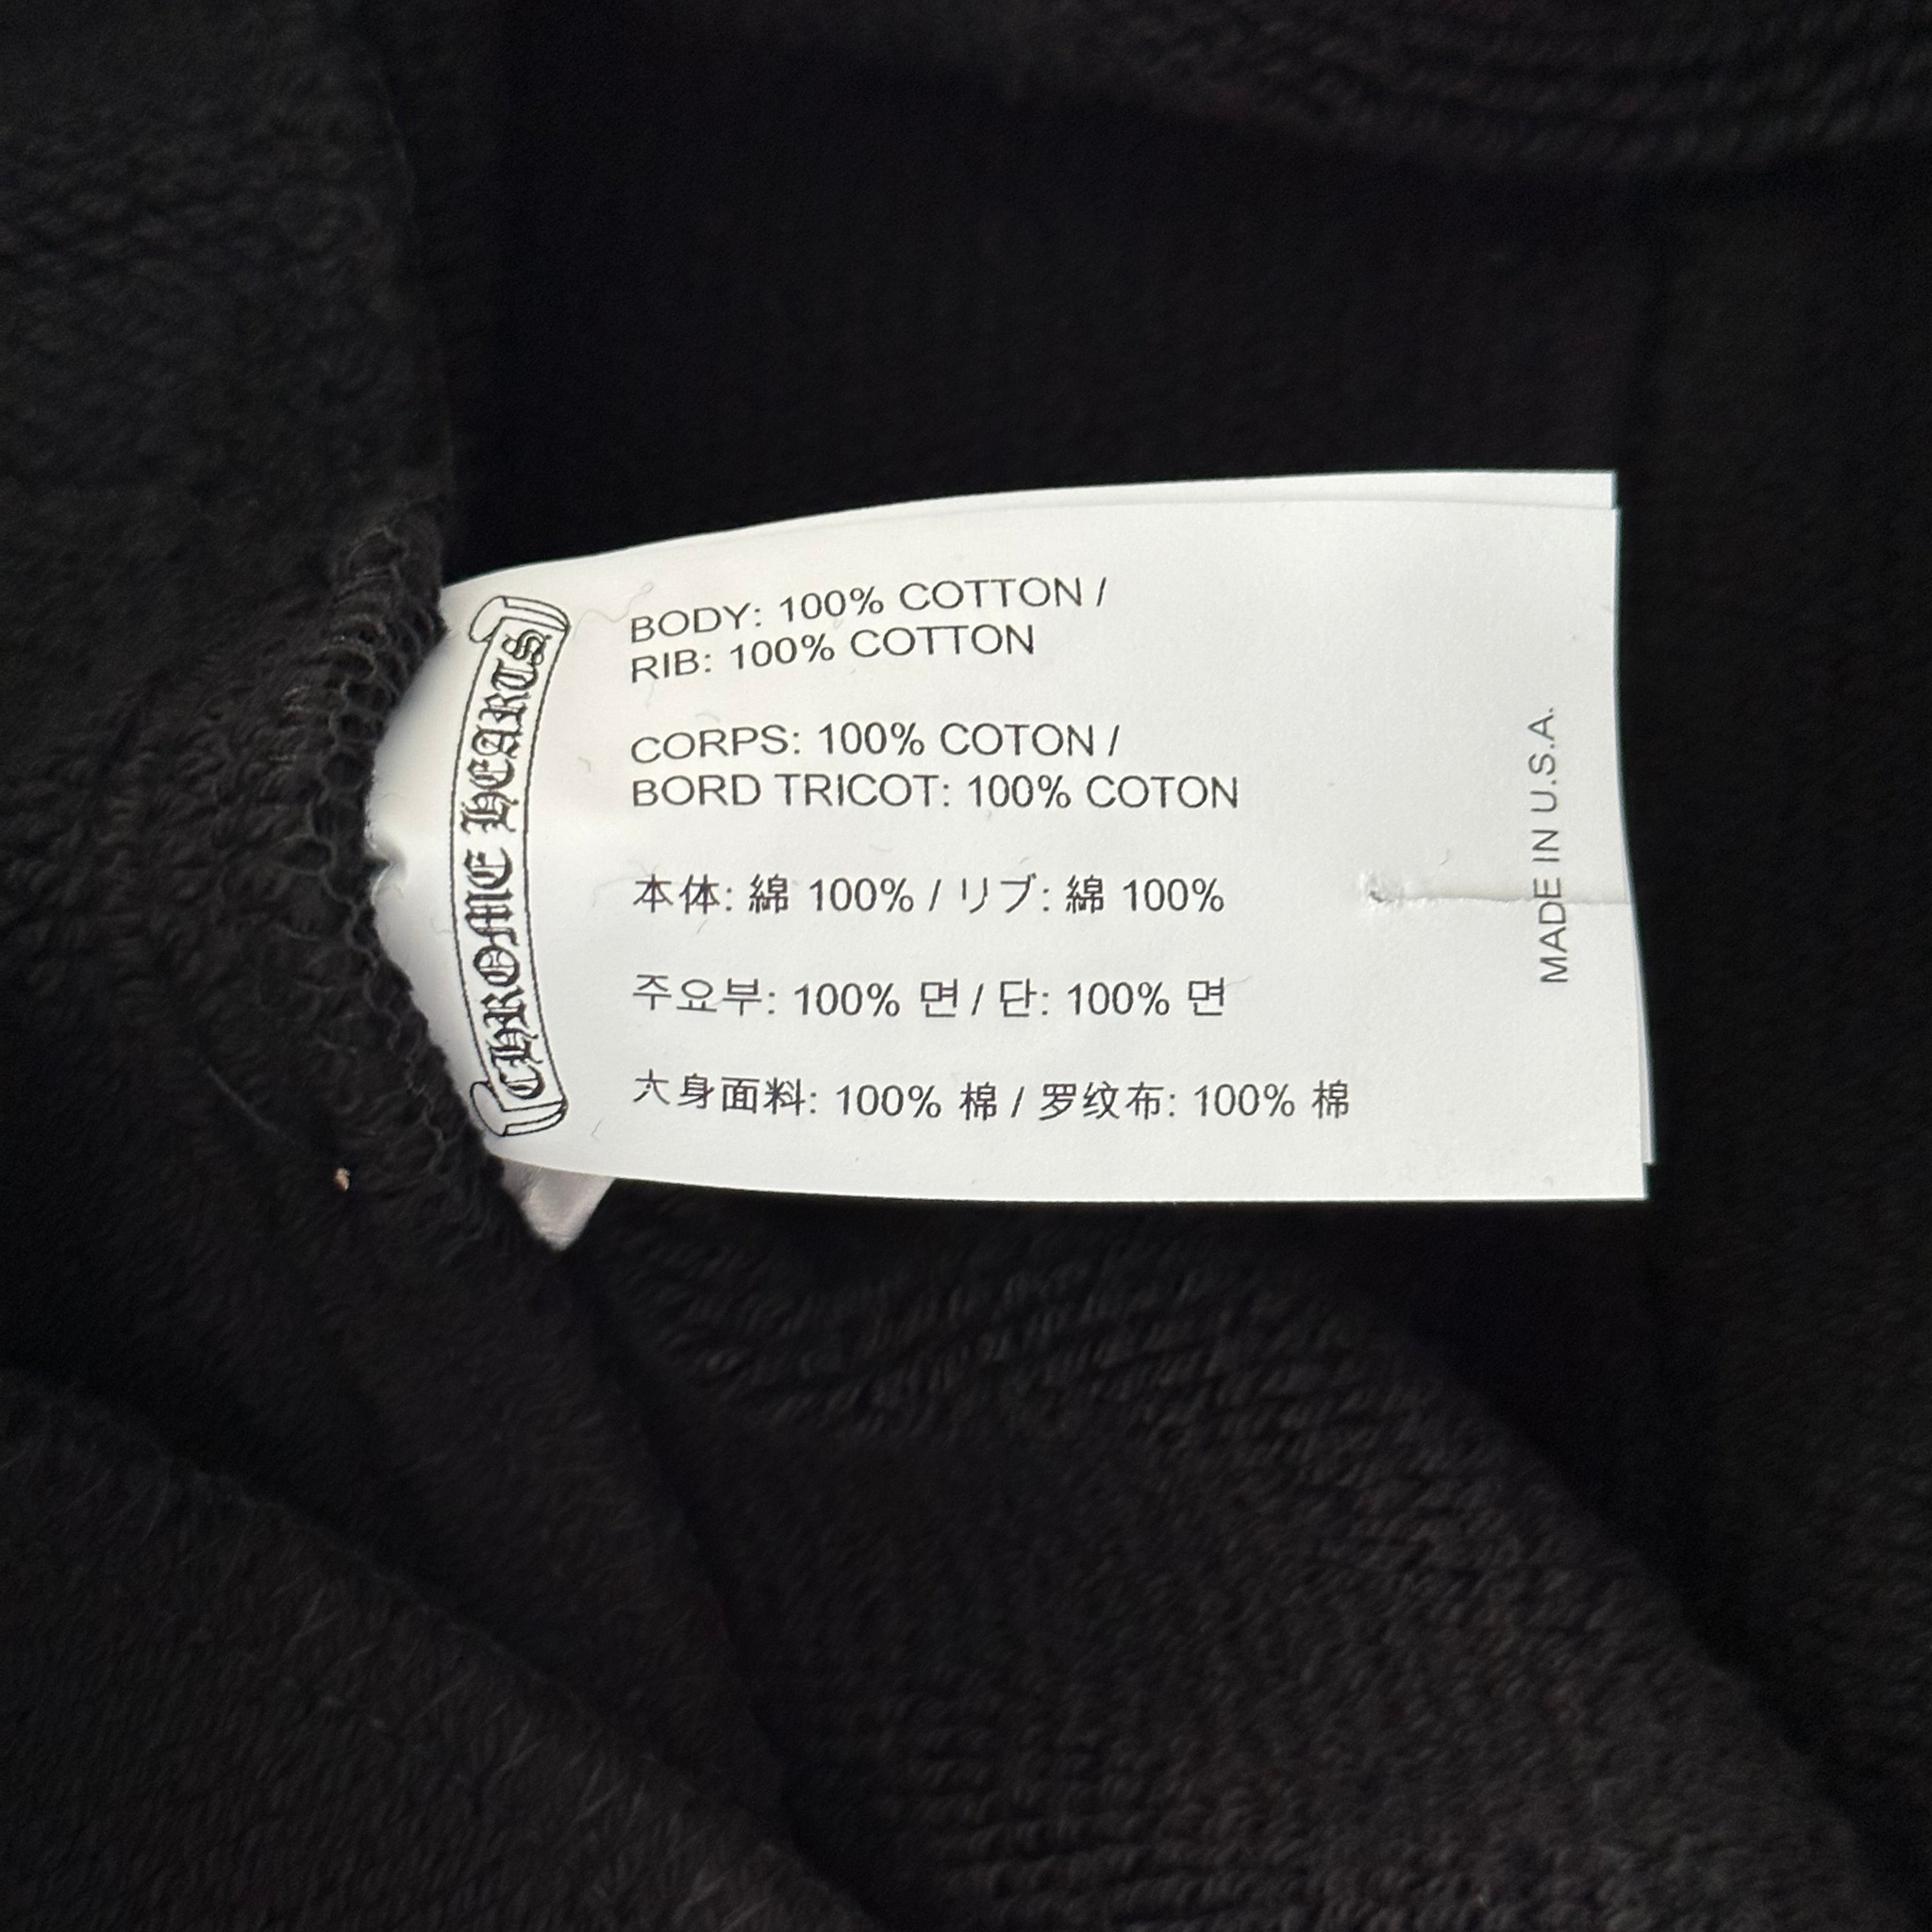 CHROME HEARTS
BODY: 100% COTTON /
RIB: 100% COTTON
CORPS: 100% COTON /
BORD TRICOT: 100% COTON
本体: 綿 100% / リブ: 綿 100%
주요부: 100% 면 / 단: 100% 면
大身面料: 100% 棉 / 罗纹布: 100% 棉
MADE IN U.S.A.